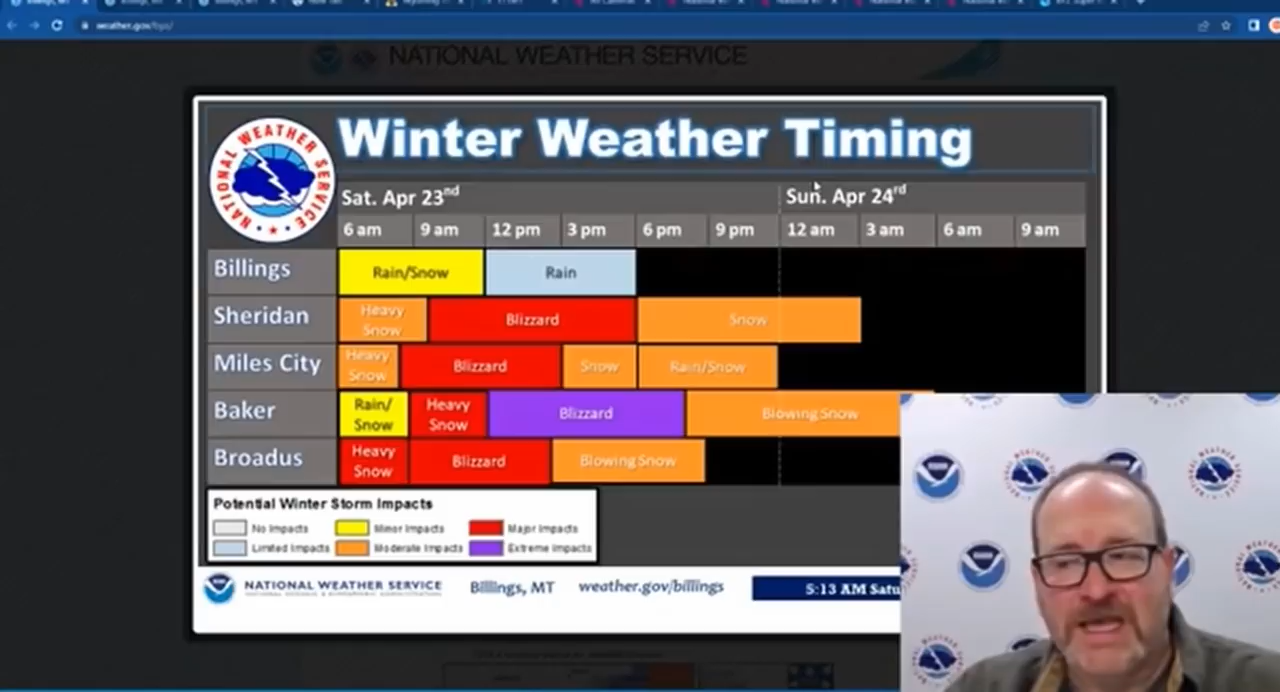 weather.gov/byz/
NATIONAL WEATHER SERVICE
NATIONAL WEATHER SERVICE
Winter Weather Timing
Sat. Apr 23nd
Sun. Apr 24rd
6 am 9 am 12 pm 3 pm 6 pm 9 pm 12 am 3 am 6 am 9 am
Billings Rain/Snow Rain
Sheridan Heavy Snow Blizzard Snow
Miles City Heavy Snow Blizzard Snow Rain/Snow
Baker Rain/ Snow Heavy Snow Blizzard Blowing Snow
Broadus Heavy Snow Blizzard Blowing Snow
Potential Winter Storm Impacts
No Impacts Minor Impacts Major Impacts
Limited Impacts Moderate Impacts Extreme Impacts
NATIONAL WEATHER SERVICE Billings, MT weather.gov/billings 5:13 AM